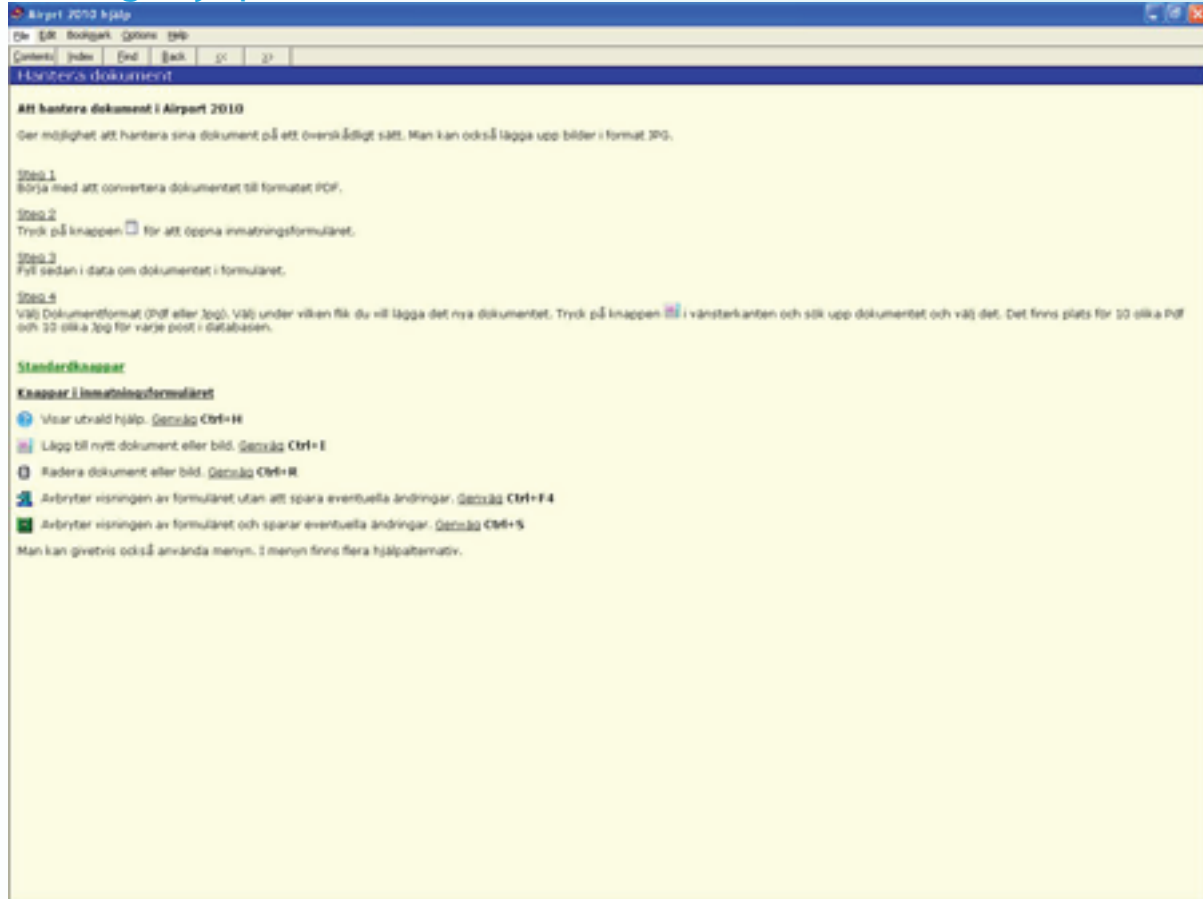 Airprt 2010 hjälp
File Edit Bookmark Options Help
Contents Index Find Back << >>
Hantera dokument
Att hantera dokument i Airport 2010
Ger möjlighet att hantera sina dokument på ett överskådligt sätt. Man kan också lägga upp bilder i format JPG.
Steg 1
Börja med att convertera dokumentet till formatet PDF.
Steg 2
Tryck på knappen för att öppna inmatningsformuläret.
Steg 3
Fyll sedan i data om dokumentet i formuläret.
Steg 4
Välj Dokumentformat (Pdf eller Jpg). Välj under vilken flik du vill lägga det nya dokumentet. Tryck på knappen i vänsterkanten och sök upp dokumentet och välj det. Det finns plats för 10 olika Pdf
och 10 olika Jpg för varje post i databasen.
Standardknappar
Knappar i inmatningsformuläret
Visar utvald hjälp. Genväg Ctrl+H
Lägg till nytt dokument eller bild. Genväg Ctrl+I
Radera dokument eller bild. Genväg Ctrl+R
Avbryter visningen av formuläret utan att spara eventuella ändringar. Genväg Ctrl+F4
Avbryter visningen av formuläret och sparar eventuella ändringar. Genväg Ctrl+S
Man kan givetvis också använda menyn. I menyn finns flera hjälpalternativ.